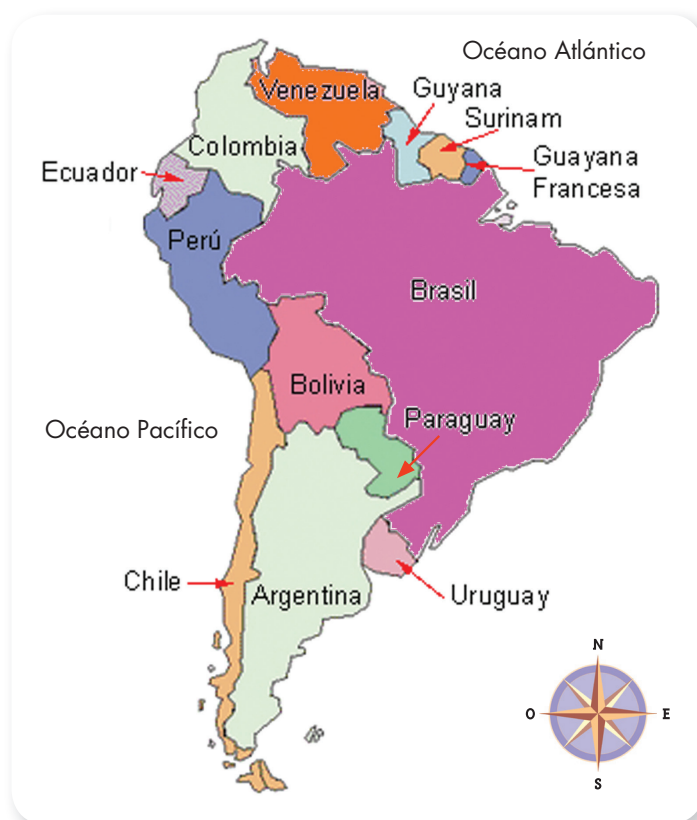 Océano Atlántico
Venezuela
Guyana
Surinam
Colombia
Guayana
Francesa
Ecuador
Perú
Brasil
Bolivia
Océano Pacífico
Paraguay
Chile
Argentina
Uruguay
N
O
E
S